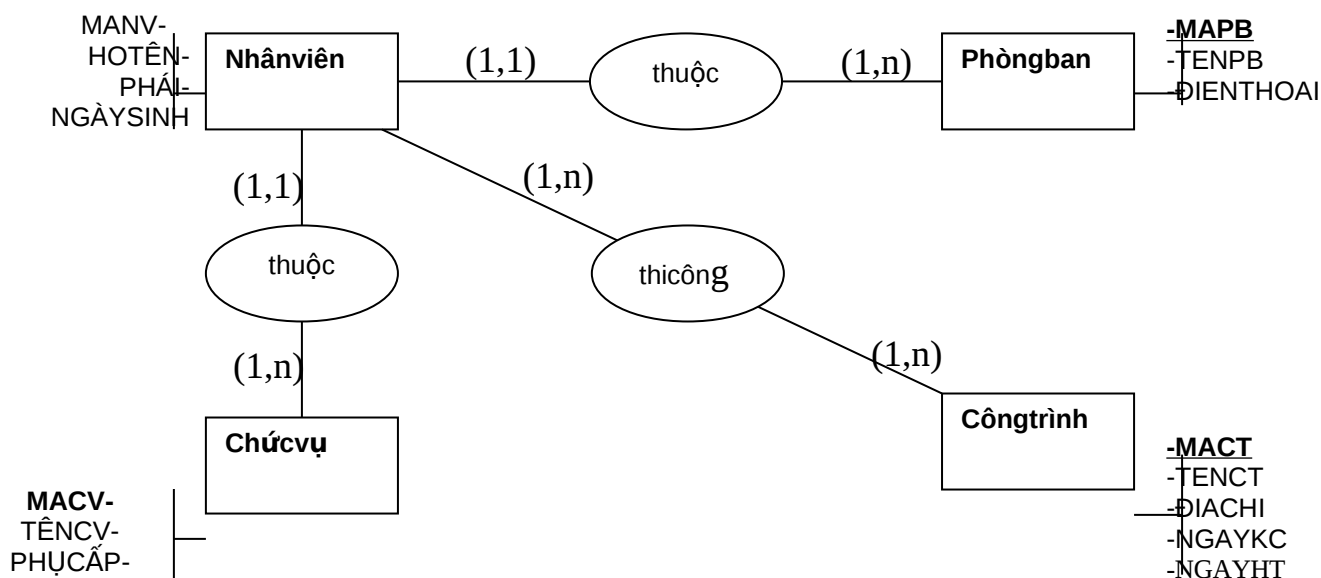 MANV-
HOTÊN-
PHÁI-
NGÀYSINH
Nhânviên
(1,1)
thuộc
(1,n)
Phòngban
-MAPB
-TENPB
-ĐIENTHOAI
(1,1)
(1,n)
thuộc
thicông
(1,n)
(1,n)
Chứcvụ
Côngtrình
MACV-
TÊNCV-
PHỤCẤP-
-MACT
-TENCT
-ĐIACHI
-NGAYKC
-NGAYHT